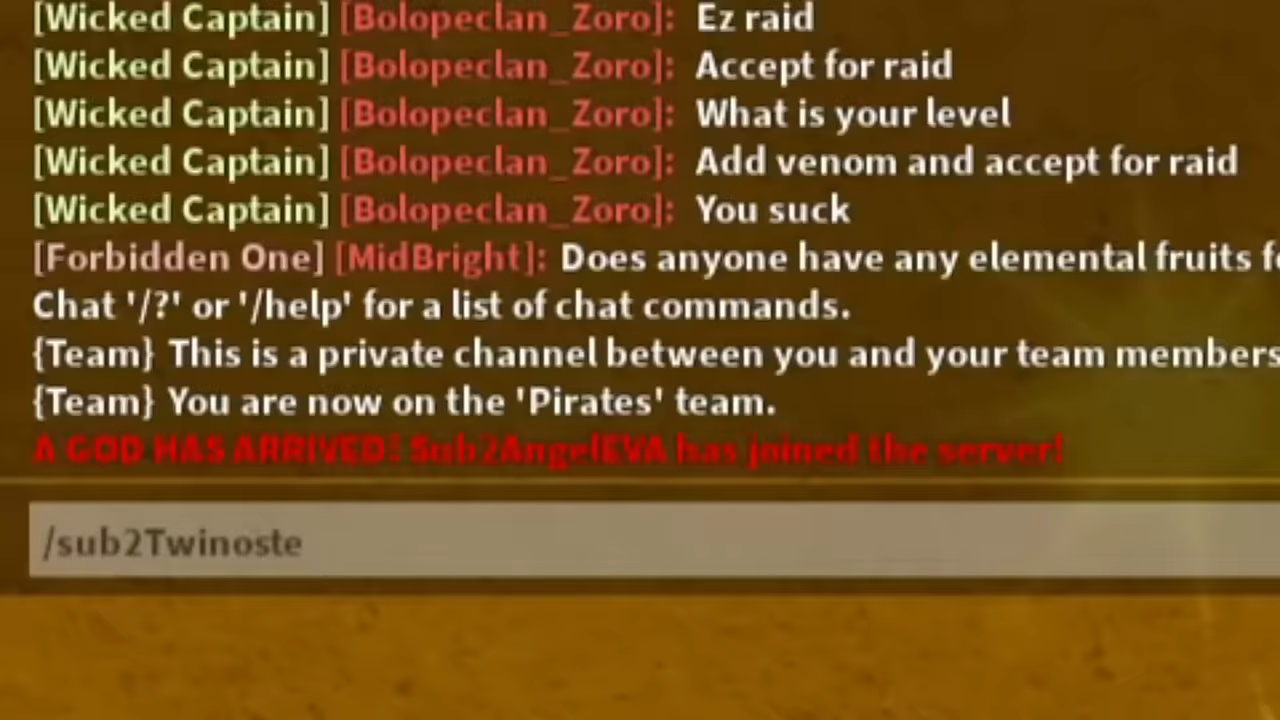 [Wicked Captain] [Bolopeclan_Zoro]: Ez raid
[Wicked Captain] [Bolopeclan_Zoro]: Accept for raid
[Wicked Captain] [Bolopeclan_Zoro]: What is your level
[Wicked Captain] [Bolopeclan_Zoro]: Add venom and accept for raid
[Wicked Captain] [Bolopeclan_Zoro]: You suck
[Forbidden One] [MidBright]: Does anyone have any elemental fruits
Chat '/?' or '/help' for a list of chat commands.
{Team} This is a private channel between you and your team members
{Team} You are now on the 'Pirates' team.
A GOD HAS ARRIVED! Sub2AngelEVA has joined the server!
/sub2Twinoste